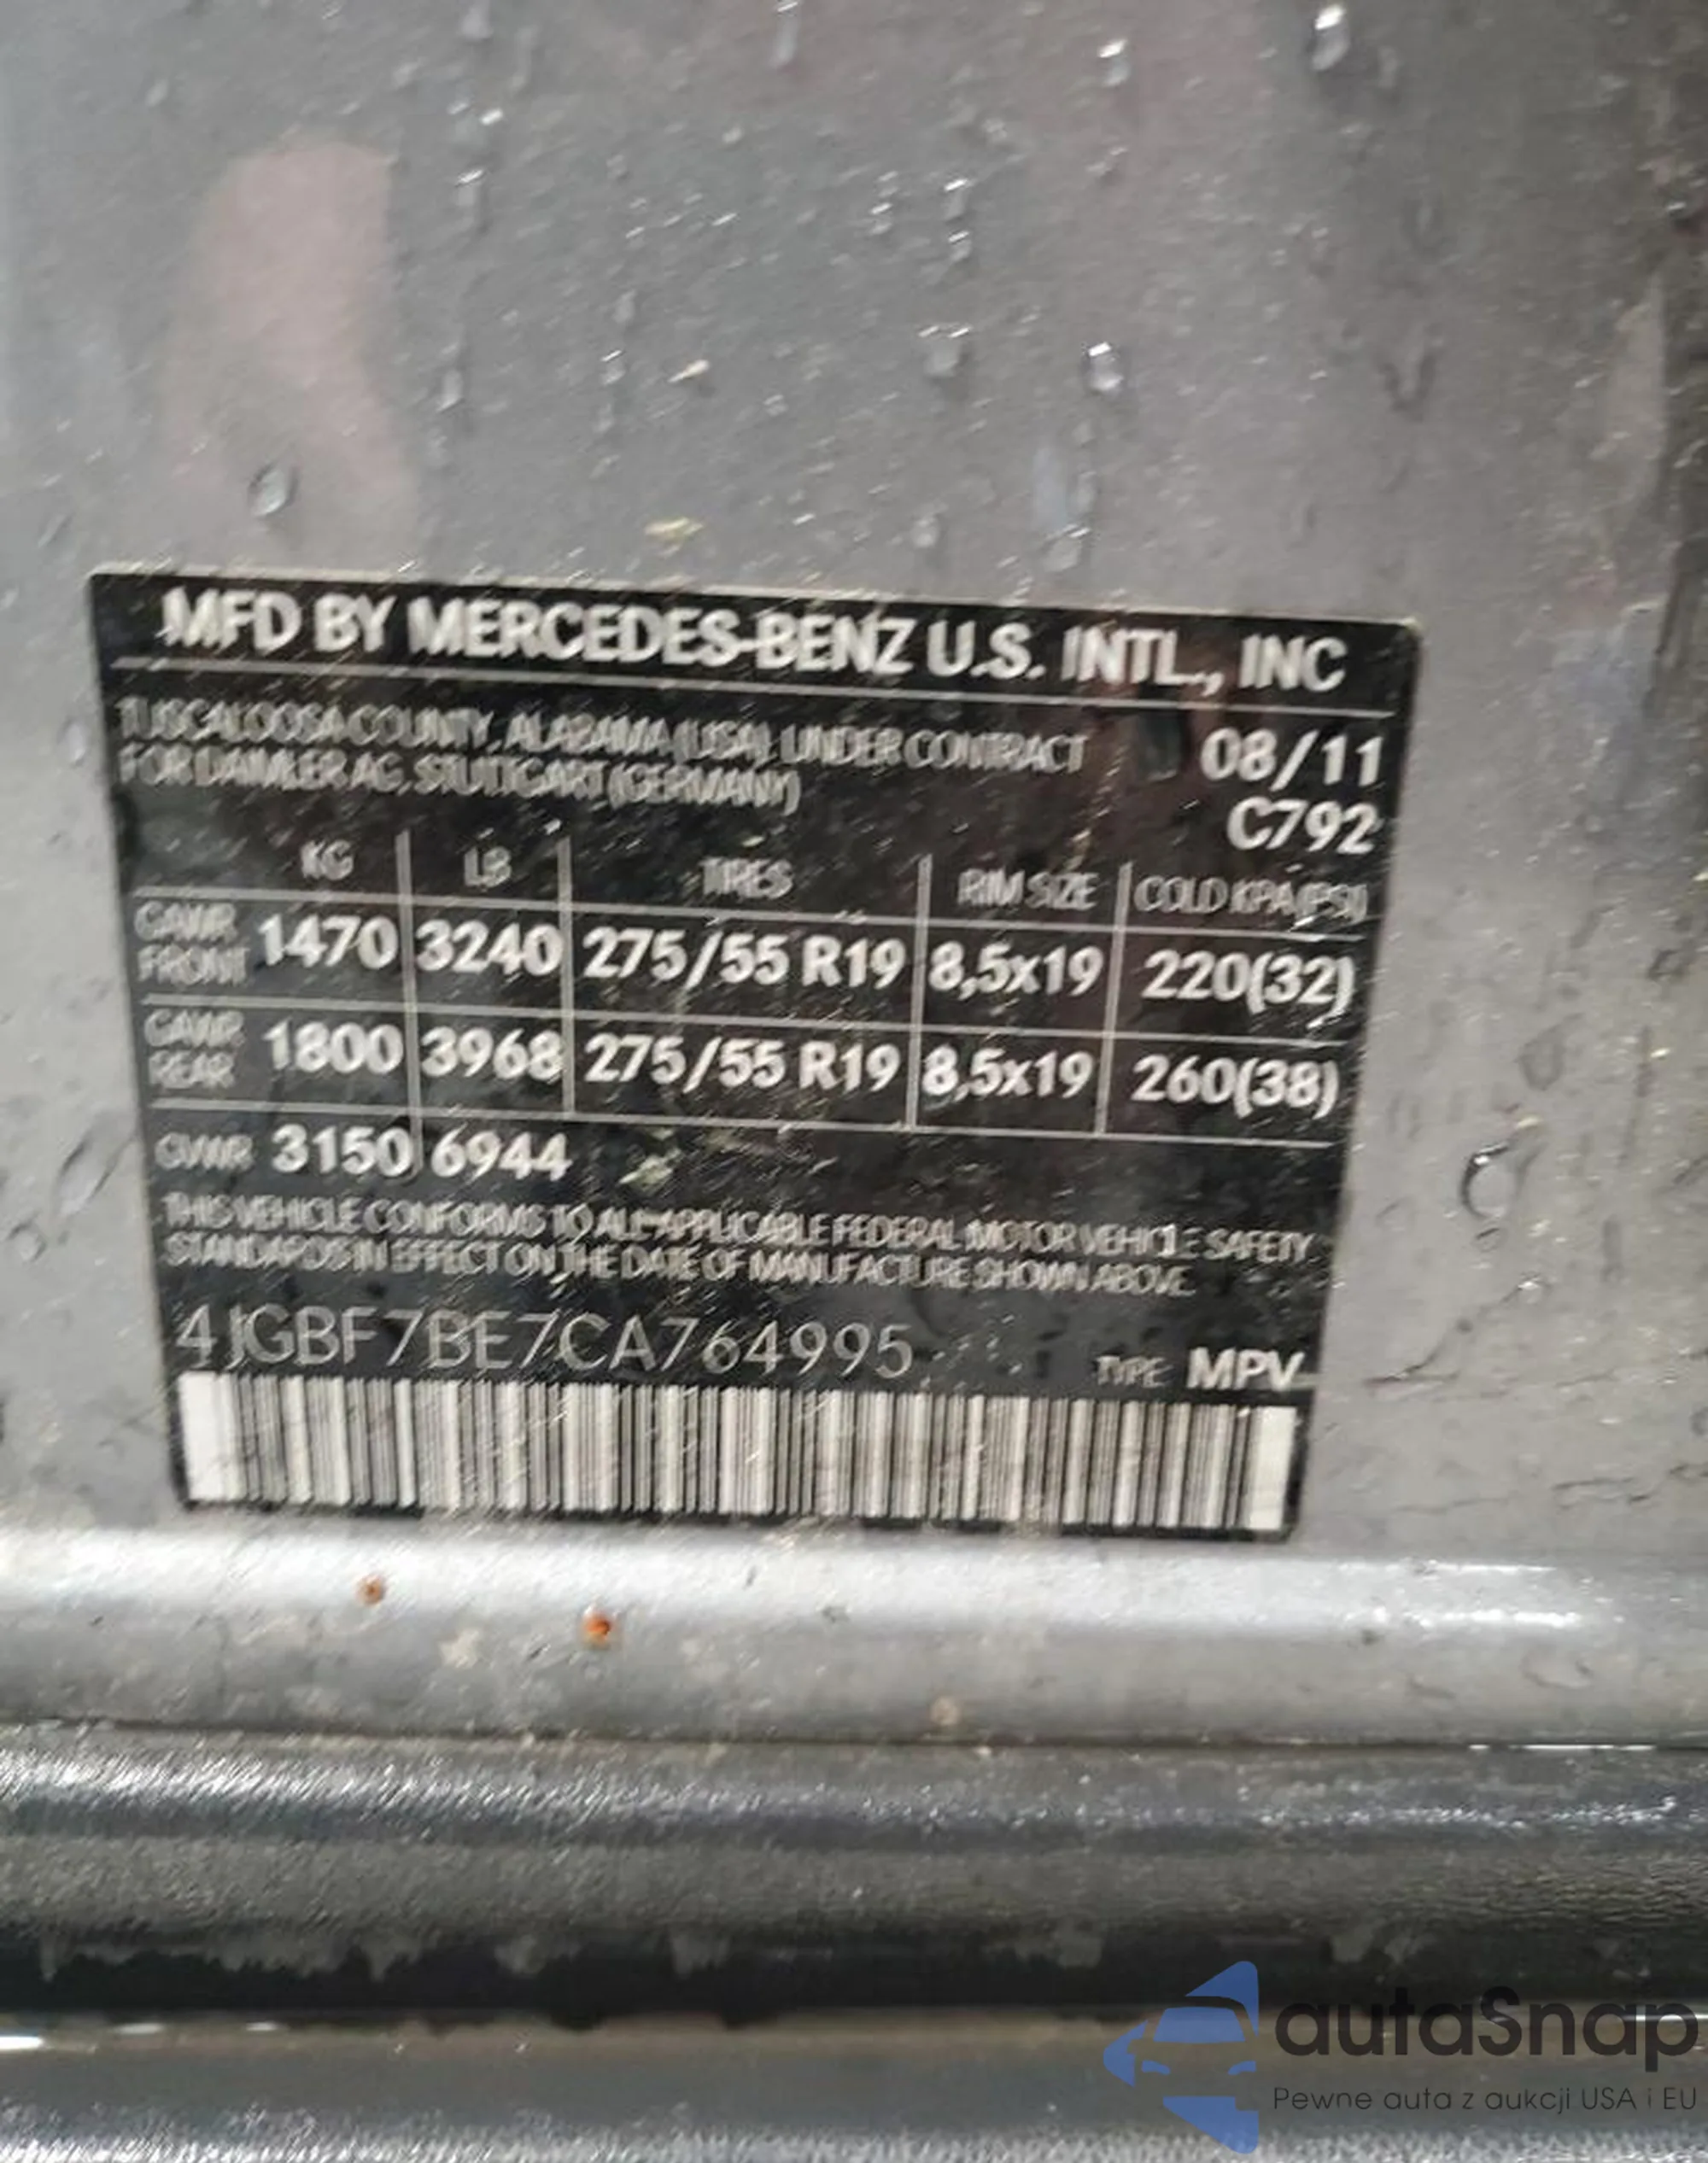 MFD BY MERCEDES-BENZ U.S. INTL., INC
TUSCALOOSA COUNTY, ALABAMA (USA), UNDER CONTRACT
FOR DAIMLER AG, STUTTGART (GERMANY)
08/11
C792
KG LB TIRES RIM SIZE COLD KPA(PSI)
GAWR FRONT 1470 3240 275/55 R19 8,5x19 220(32)
GAWR REAR 1800 3968 275/55 R19 8,5x19 260(38)
GVWR 3150 6944
THIS VEHICLE CONFORMS TO ALL APPLICABLE FEDERAL MOTOR VEHICLE SAFETY
STANDARDS IN EFFECT ON THE DATE OF MANUFACTURE SHOWN ABOVE.
4JGBF7BE7CA764995 TYPE MPV
autaSnap
Pewne auta z aukcji USA i EU